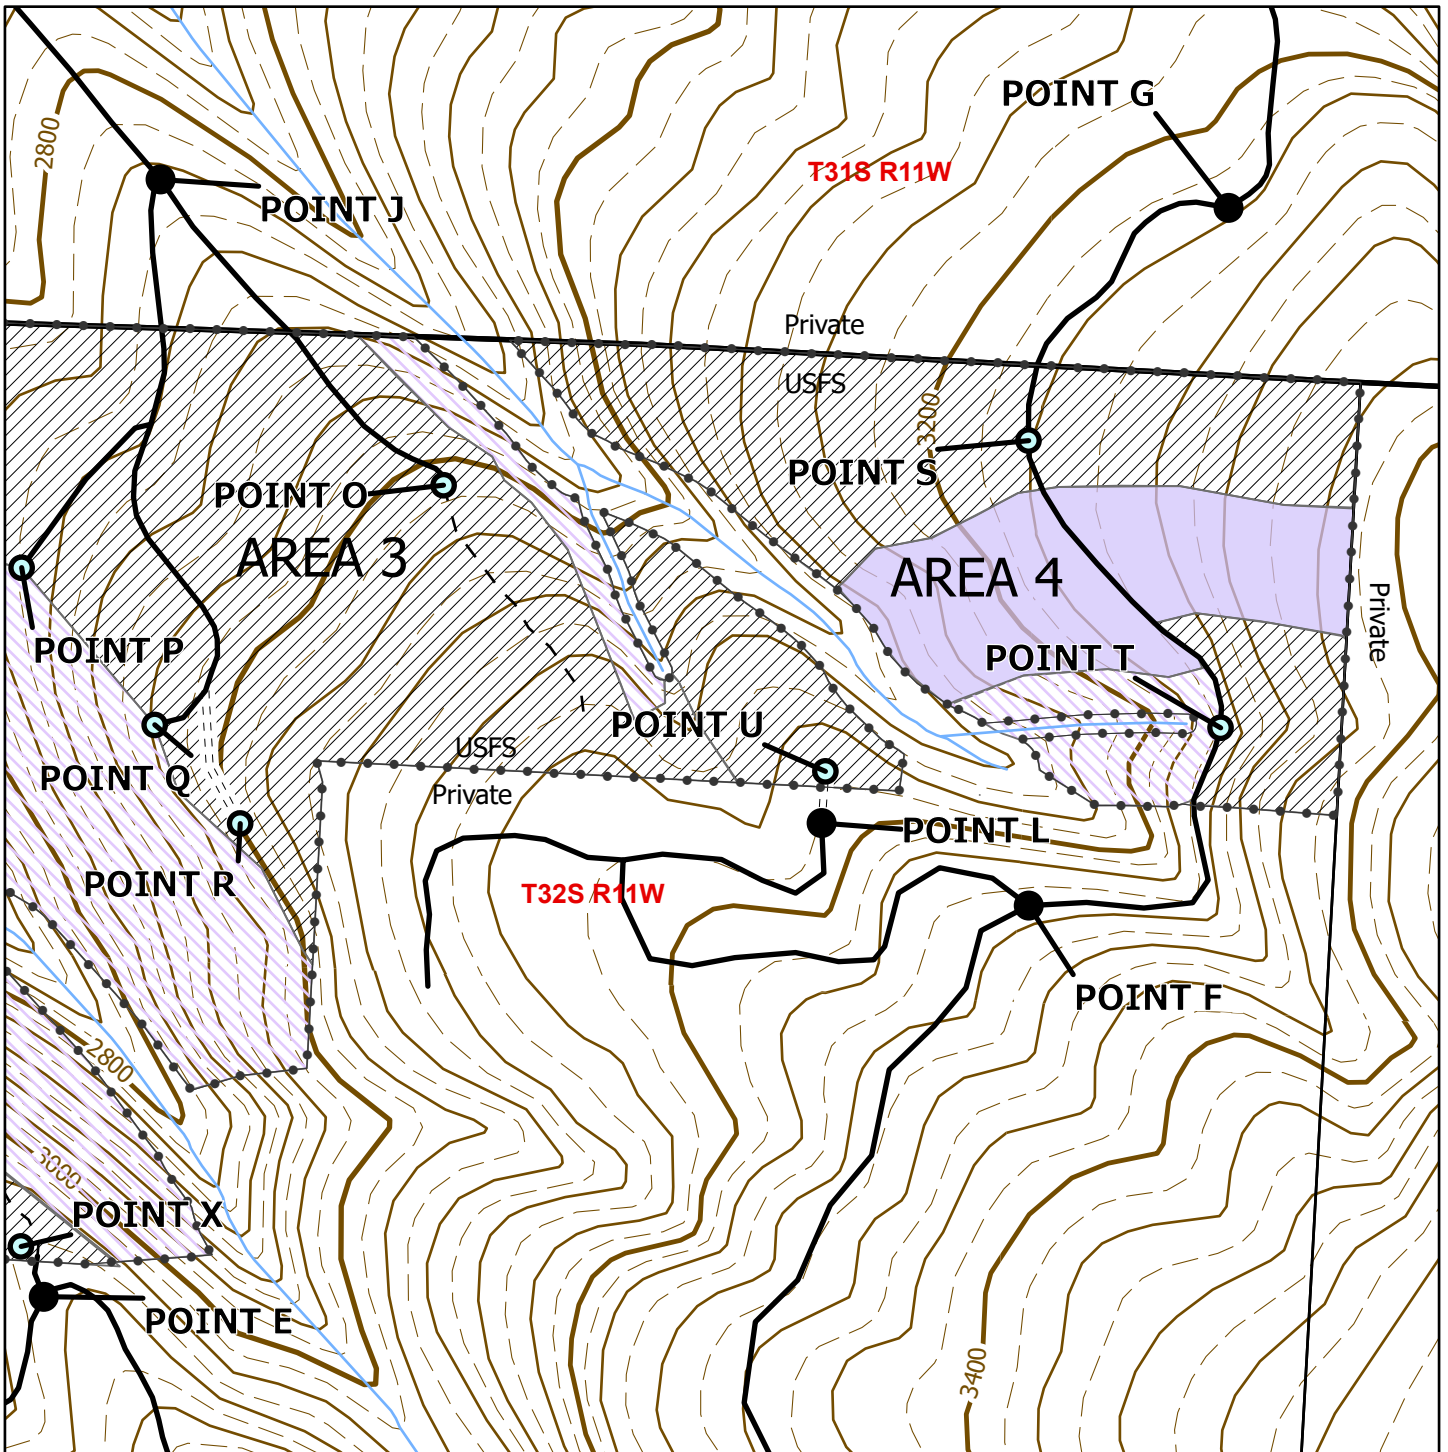 POINT G
2800
T31S R11W
POINT J
Private
USFS
3200
POINT S
POINT O
AREA 3
AREA 4
Private
POINT P
POINT T
POINT U
USFS
POINT Q
Private
POINT L
POINT R
T32S R11W
POINT F
2800
3000
POINT X
POINT E
3400